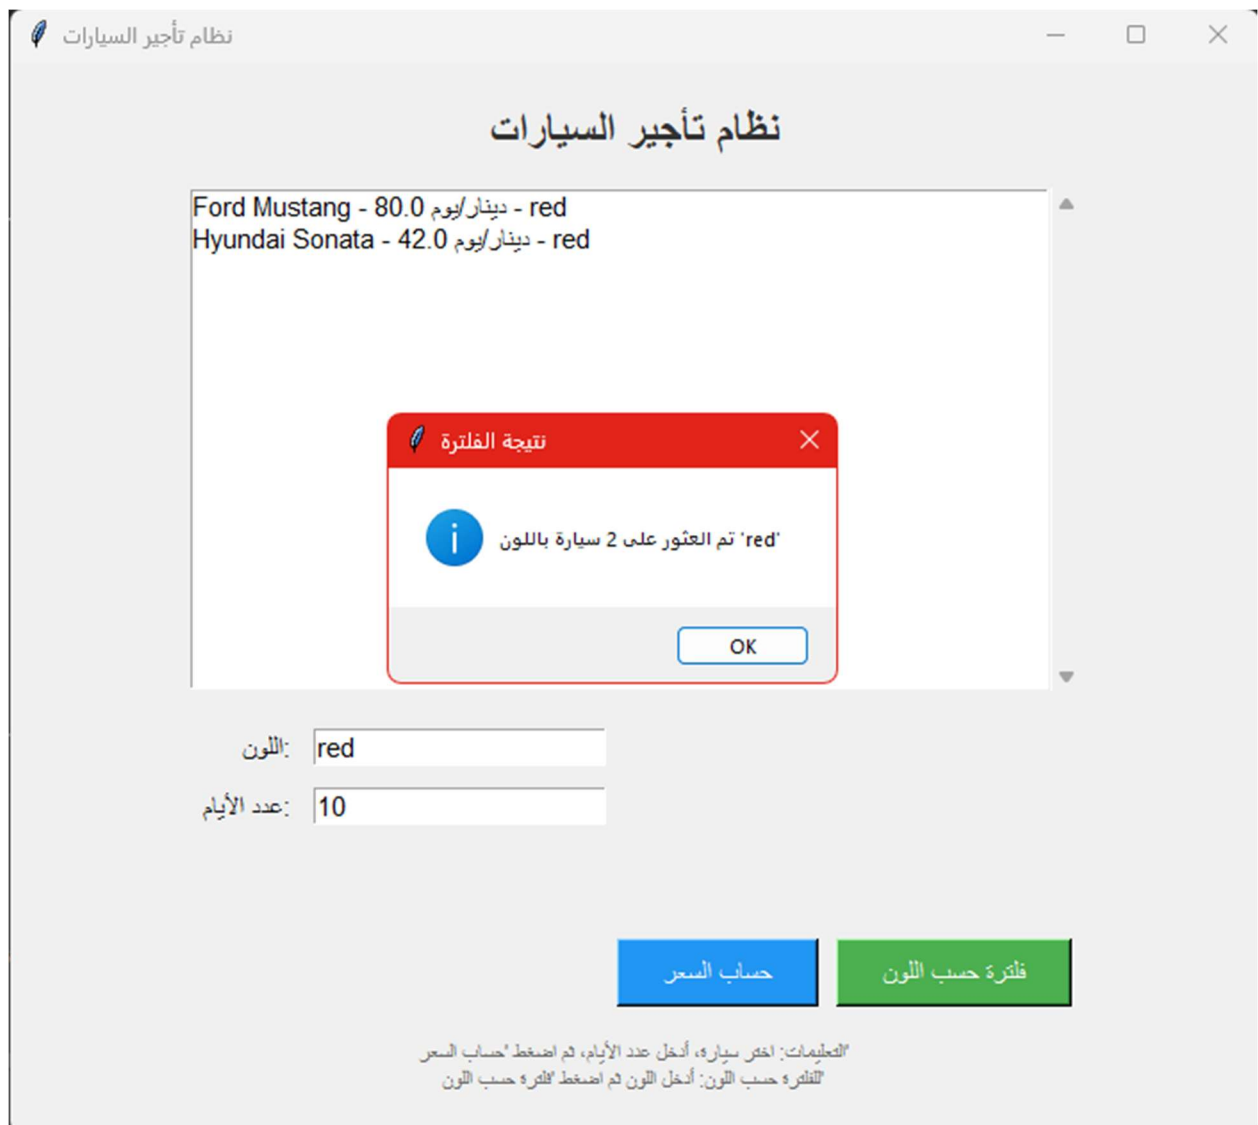 نظام تأجير السيارات
نظام تأجير السيارات
Ford Mustang - 80.0 دينار/يوم - red
Hyundai Sonata - 42.0 دينار/يوم - red
نتيجة الفلترة
تم العثور على 2 سيارة باللون 'red'
OK
اللون:
red
عدد الأيام:
10
حساب السعر
فلترة حسب اللون
التعليمات: اختر سيارة، أدخل عدد الأيام، ثم اضغط 'حساب السعر'
للفلترة حسب اللون: أدخل اللون ثم اضغط 'فلترة حسب اللون'